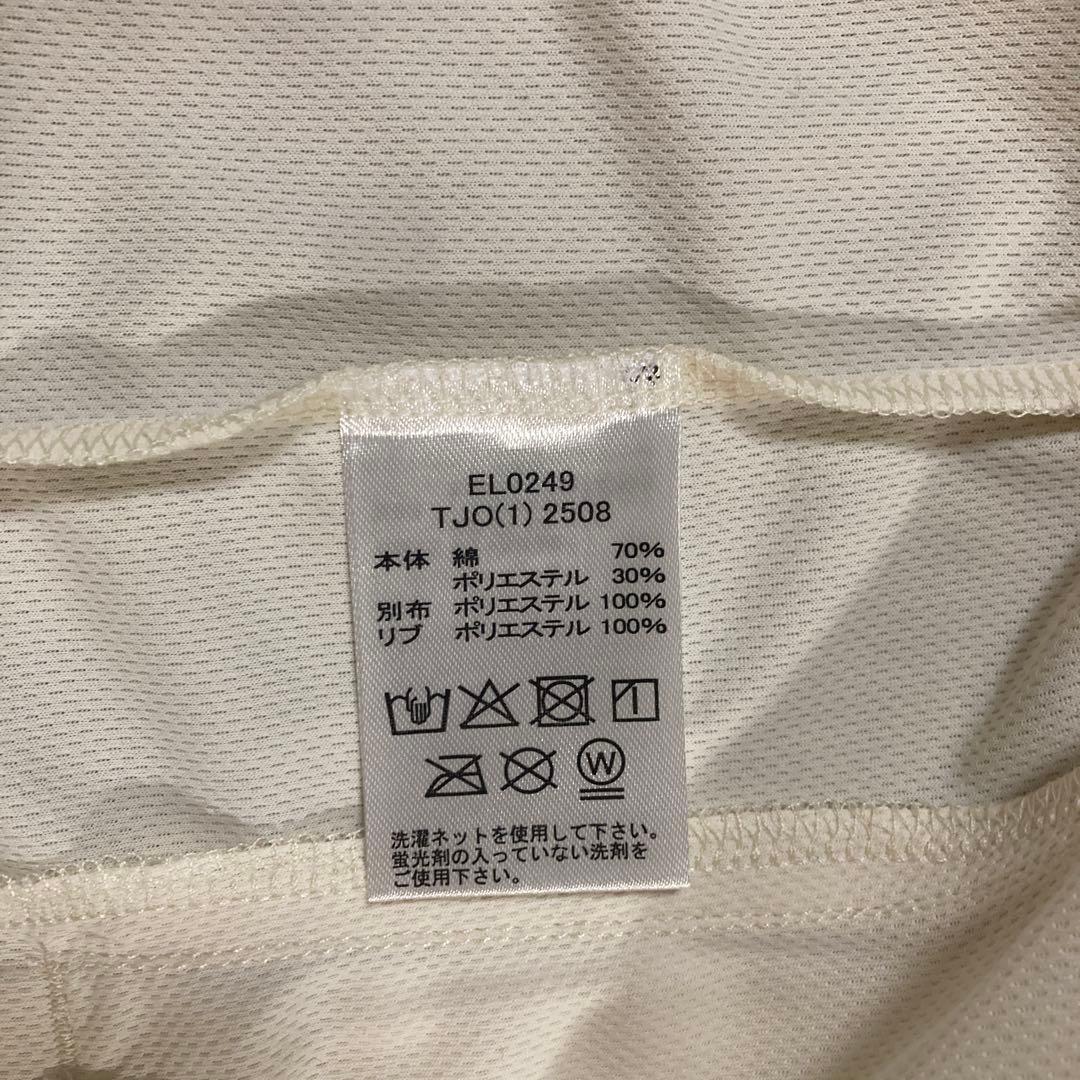 EL0249
TJO(1) 2508
本体 綿 70%
ポリエステル 30%
別布 ポリエステル 100%
リブ ポリエステル 100%
W
洗濯ネットを使用して下さい。
蛍光剤の入っていない洗剤を
ご使用下さい。